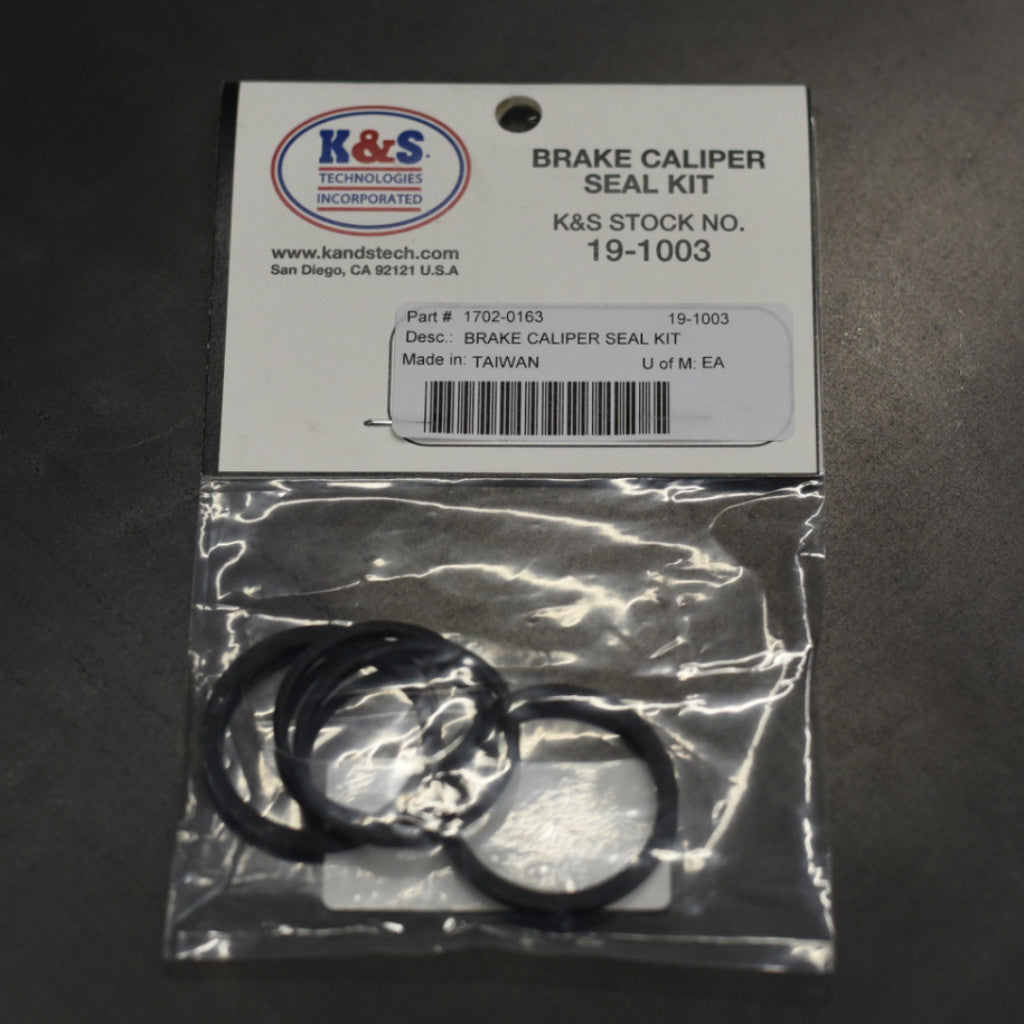 K&S
TECHNOLOGIES
INCORPORATED
www.kandstech.com
San Diego, CA 92121 U.S.A
BRAKE CALIPER
SEAL KIT
K&S STOCK NO.
19-1003
Part # 1702-0163 19-1003
Desc.: BRAKE CALIPER SEAL KIT
Made in: TAIWAN U of M: EA